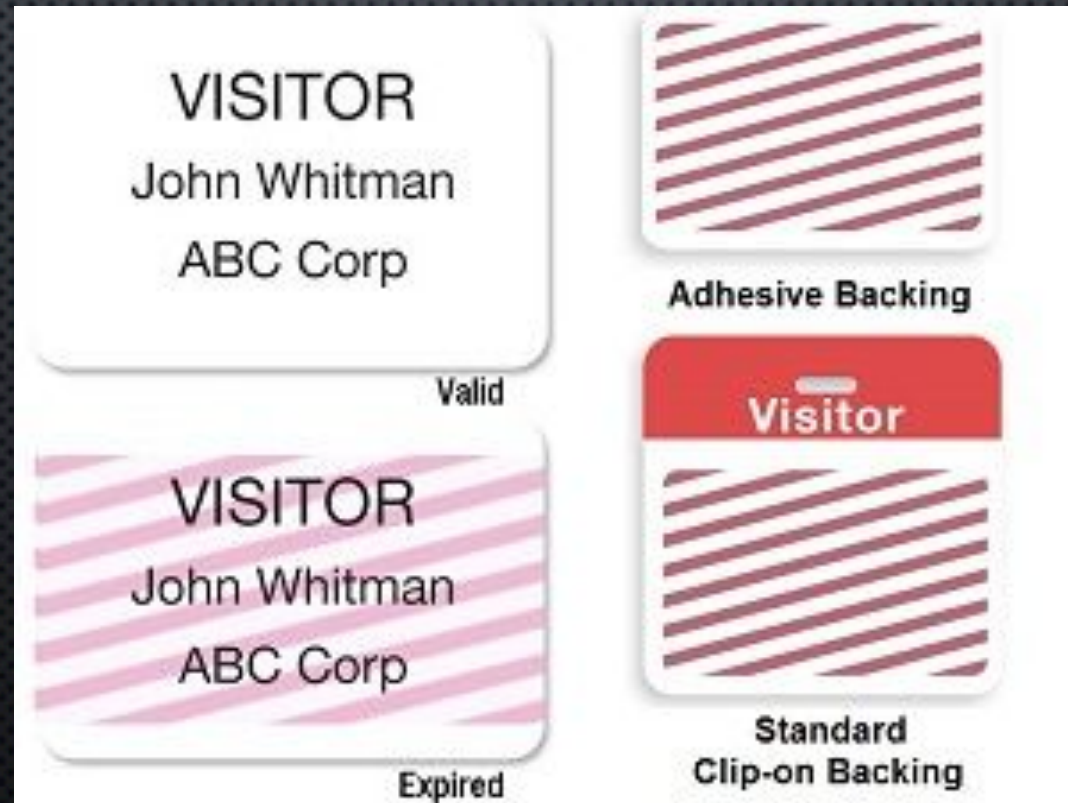 VISITOR
John Whitman
ABC Corp
Valid
VISITOR
John Whitman
ABC Corp
Expired
Adhesive Backing
Visitor
Standard
Clip-on Backing